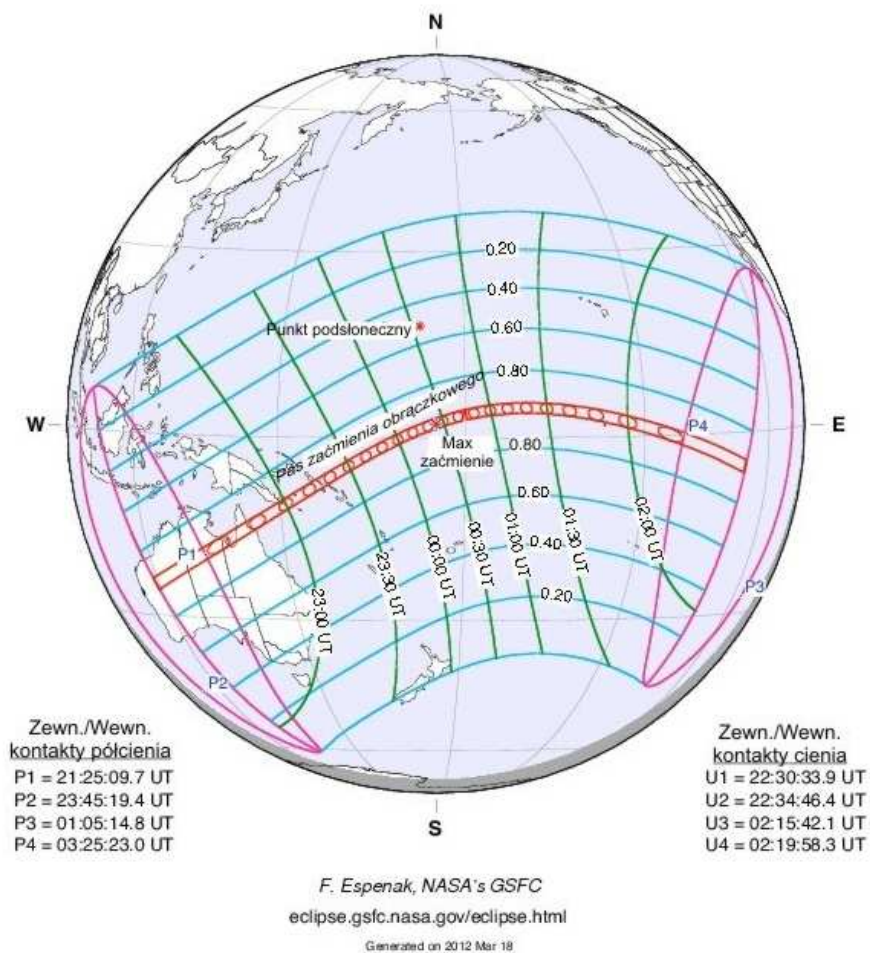 N
0.20
0.40
Punkt podsłoneczny
0.60
0.80
Pas zaćmienia obrączkowego
W
P4
E
Max
zaćmienie
0.80
P1
0.60
23:00 UT
23:30 UT
00:00 UT
00:30 UT
01:00 UT
01:30 UT
02:00 UT
0.40
0.20
P3
P2
Zewn./Wewn.
kontakty półcienia
P1 = 21:25:09.7 UT
P2 = 23:45:19.4 UT
P3 = 01:05:14.8 UT
P4 = 03:25:23.0 UT
S
Zewn./Wewn.
kontakty cienia
U1 = 22:30:33.9 UT
U2 = 22:34:46.4 UT
U3 = 02:15:42.1 UT
U4 = 02:19:58.3 UT
F. Espenak, NASA's GSFC
eclipse.gsfc.nasa.gov/eclipse.html
Generated on 2012 Mar 18